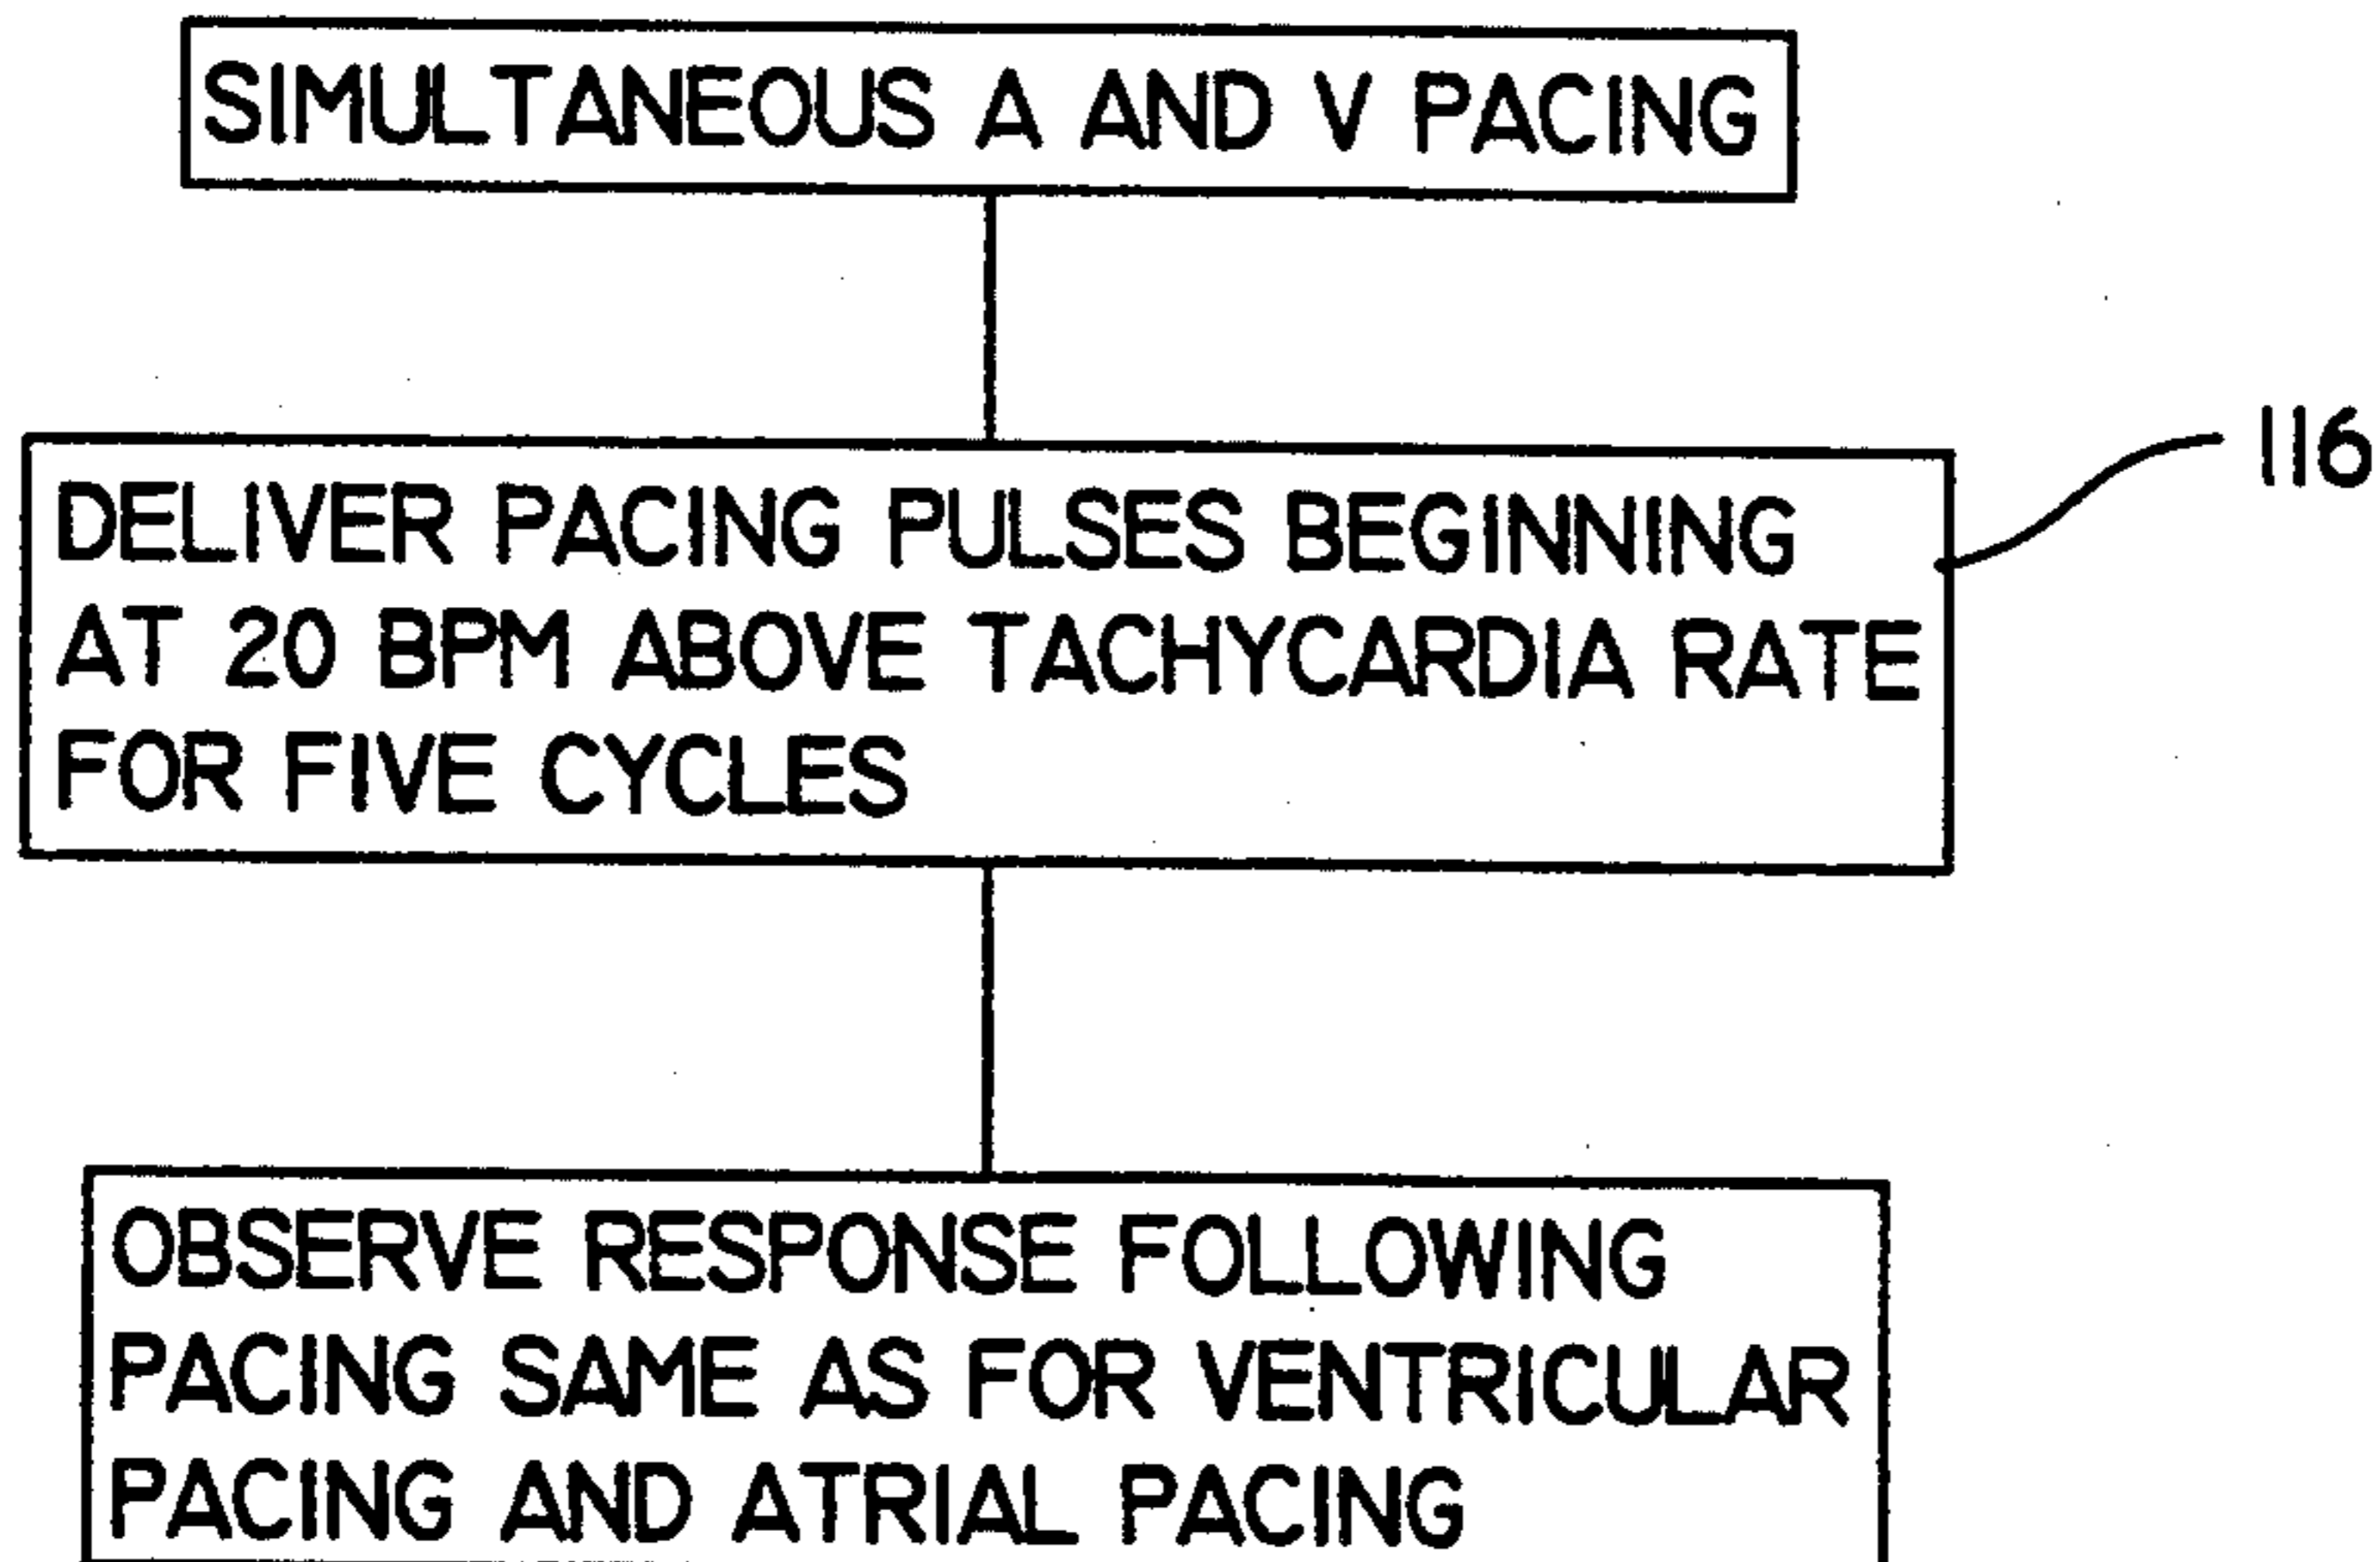 SIMULTANEOUS A AND V PACING
116
DELIVER PACING PULSES BEGINNING
AT 20 BPM ABOVE TACHYCARDIA RATE
FOR FIVE CYCLES
OBSERVE RESPONSE FOLLOWING
PACING SAME AS FOR VENTRICULAR
PACING AND ATRIAL PACING